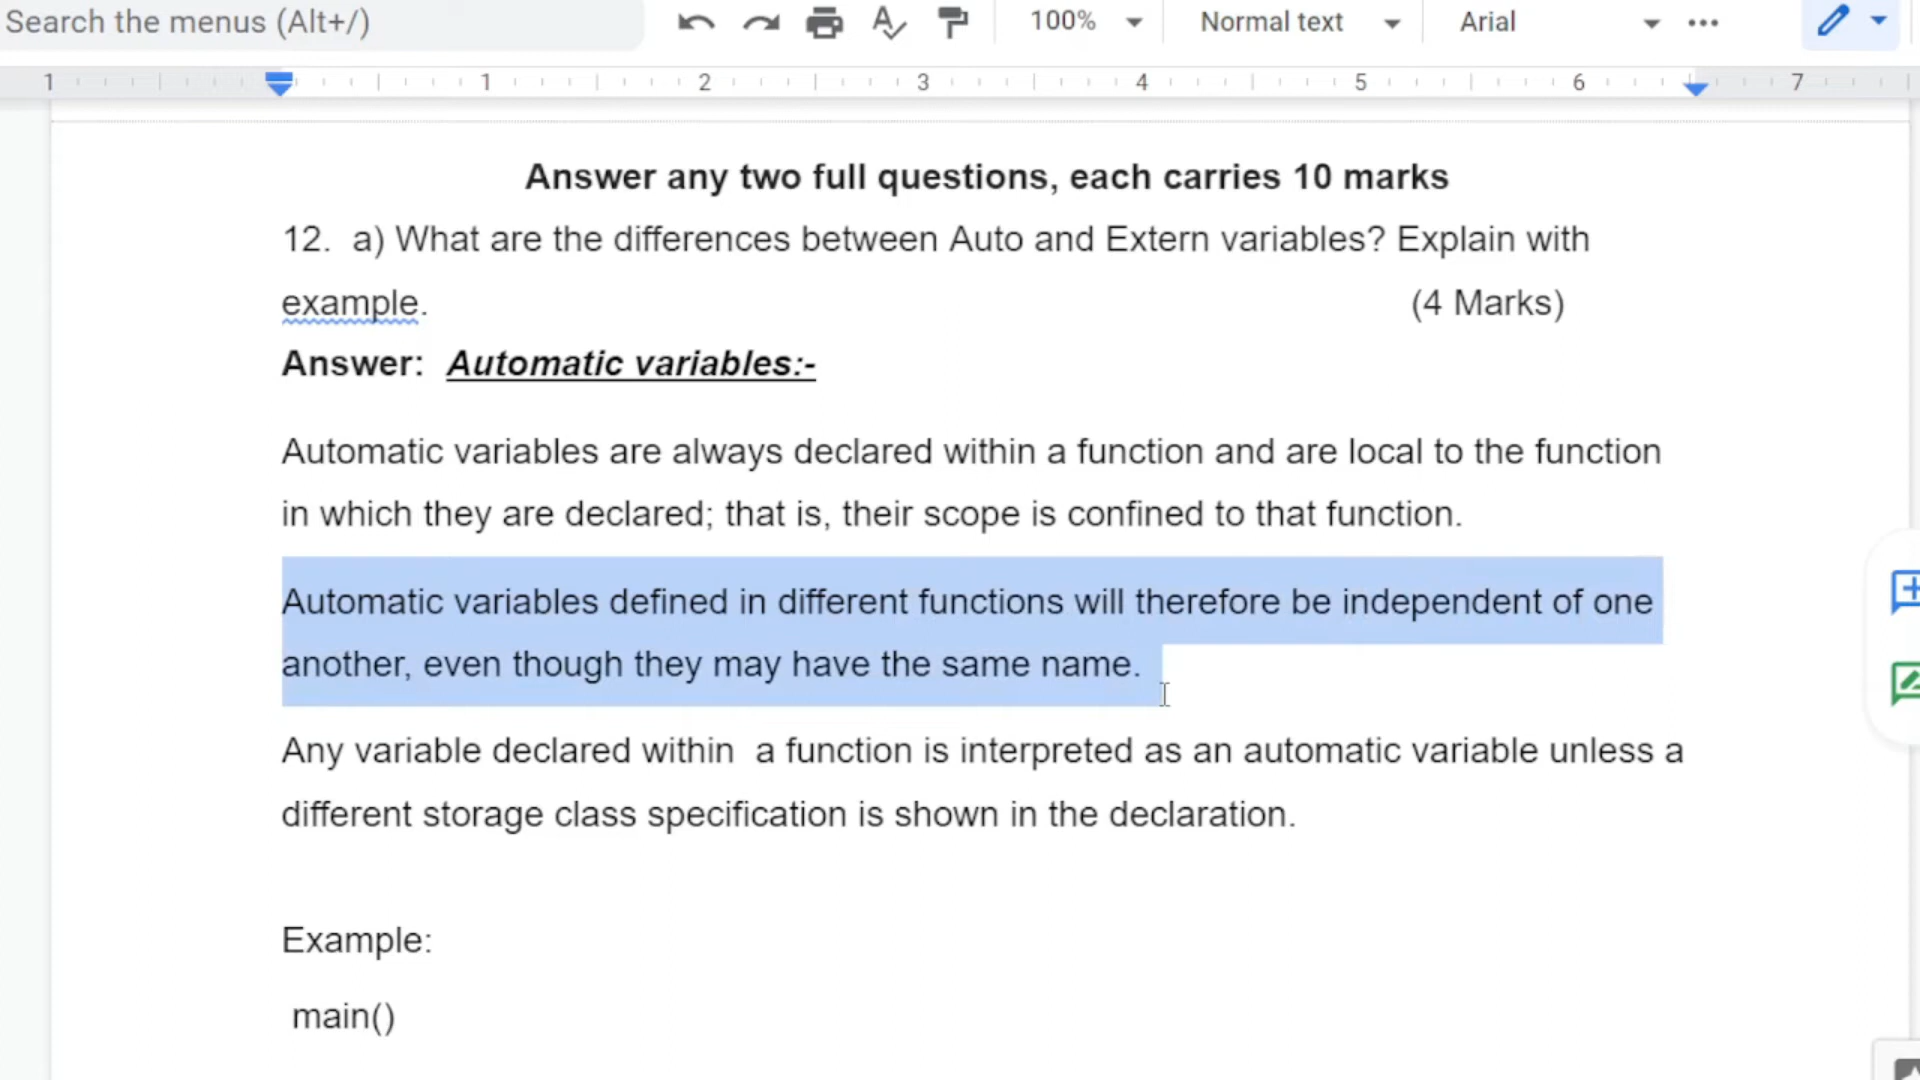 Search the menus (Alt+/)
100% Normal text Arial
1 1 2 3 4 5 6 7
Answer any two full questions, each carries 10 marks
12. a) What are the differences between Auto and Extern variables? Explain with
example. (4 Marks)
Answer: Automatic variables:-
Automatic variables are always declared within a function and are local to the function
in which they are declared; that is, their scope is confined to that function.
Automatic variables defined in different functions will therefore be independent of one
another, even though they may have the same name.
Any variable declared within a function is interpreted as an automatic variable unless a
different storage class specification is shown in the declaration.
Example:
main()